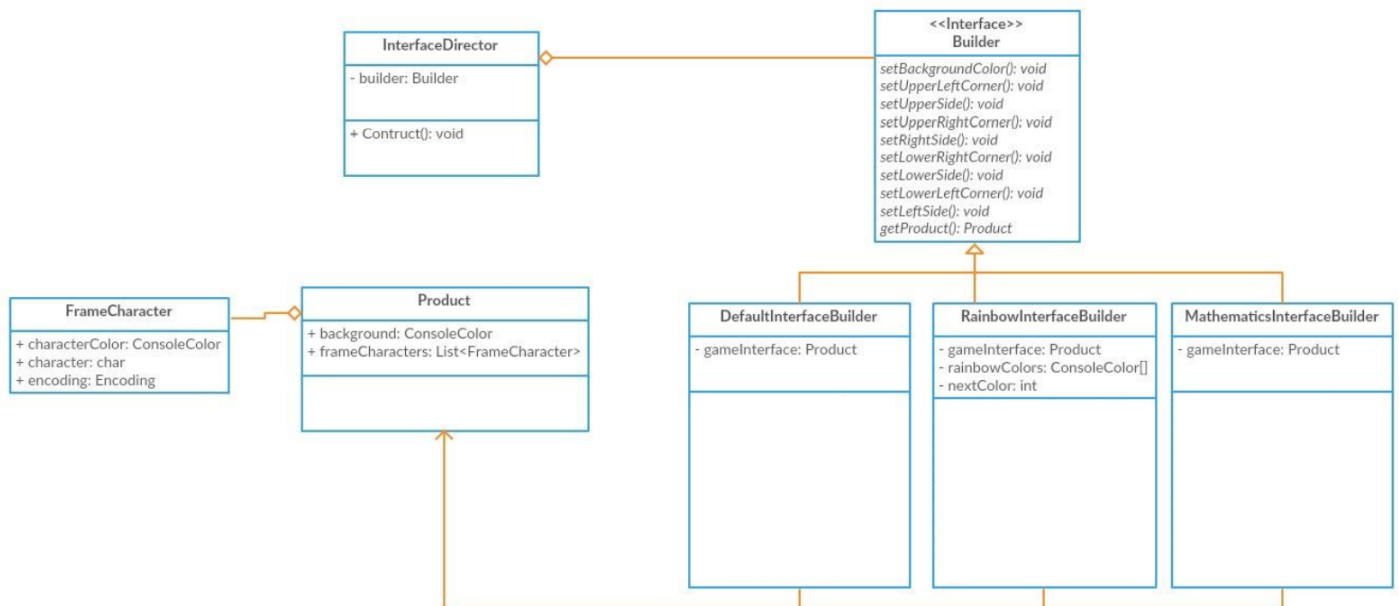 InterfaceDirector
- builder: Builder
+ Contruct(): void
<<Interface>>
Builder
setBackgroundColor(): void
setUpperLeftCorner(): void
setUpperSide(): void
setUpperRightCorner(): void
setRightSide(): void
setLowerRightCorner(): void
setLowerSide(): void
setLowerLeftCorner(): void
setLeftSide(): void
getProduct(): Product
FrameCharacter
+ characterColor: ConsoleColor
+ character: char
+ encoding: Encoding
Product
+ background: ConsoleColor
+ frameCharacters: List<FrameCharacter>
DefaultInterfaceBuilder
- gameInterface: Product
RainbowInterfaceBuilder
- gameInterface: Product
- rainbowColors: ConsoleColor[]
- nextColor: int
MathematicsInterfaceBuilder
- gameInterface: Product